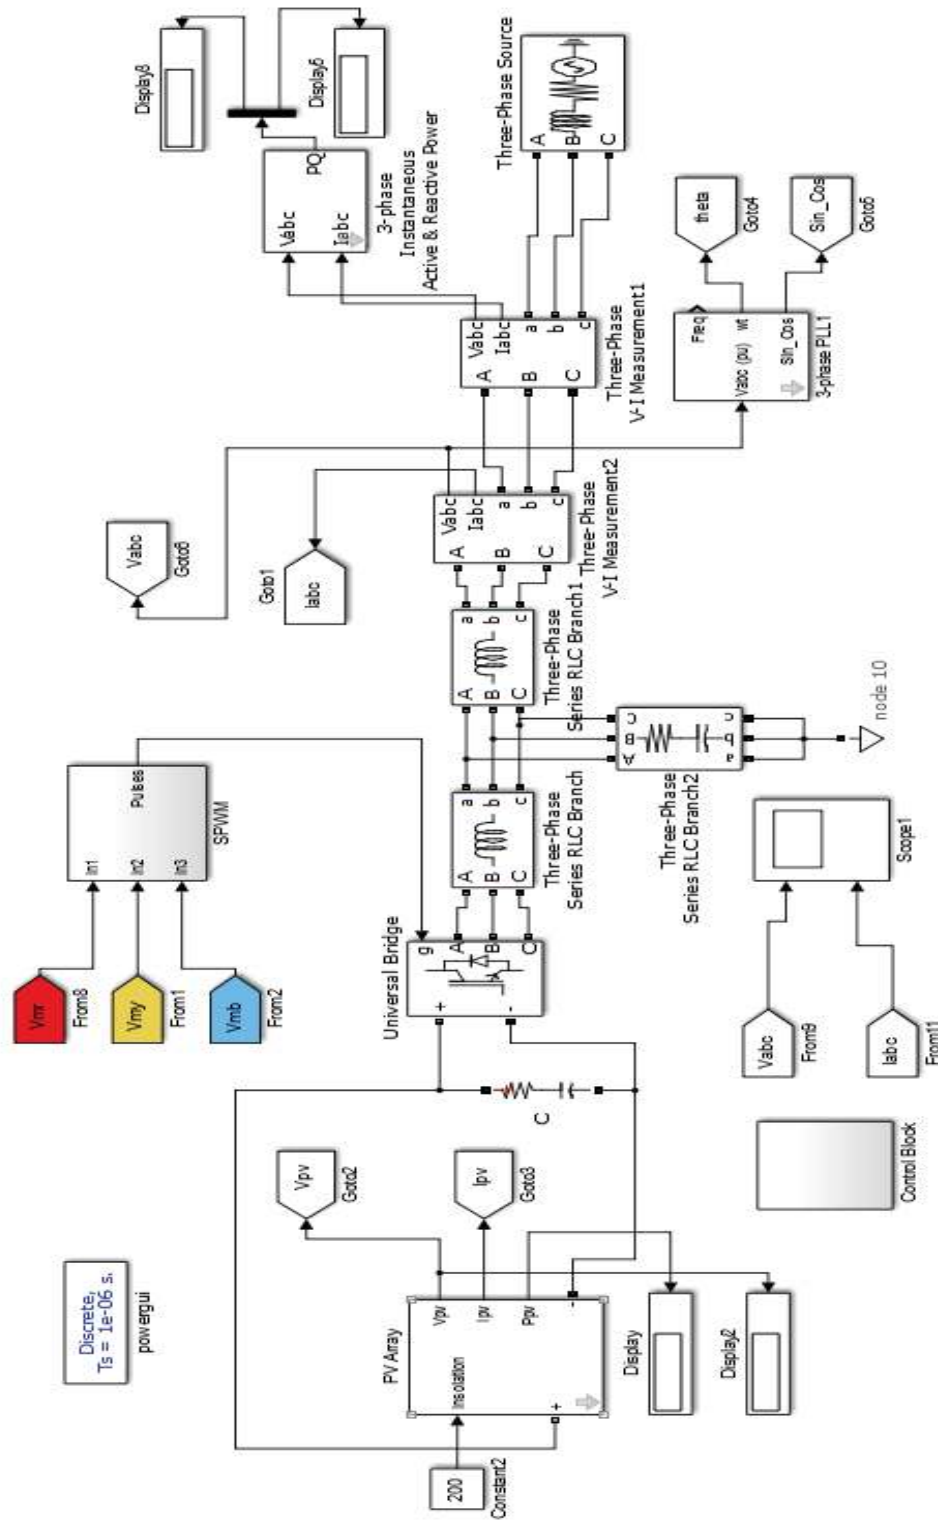 Discrete,
Ts = 1e-06 s.
powergui
200
Constant2
PV Array
Insolation
+
Vpv
Ipv
Ppv
-
Vpv
Goto2
Ipv
Goto3
Display
Display2
C
Vmr
From8
Vmy
From1
Vmb
From2
In1
In2
In3
Pulses
SPWM
Universal Bridge
g
+
-
A
B
C
A
B
C
a
b
c
Three-Phase
Series RLC Branch
A
B
C
a
b
c
Three-Phase
Series RLC Branch1
A
B
C
a
b
c
Three-Phase
Series RLC Branch2
node 10
Vabc
Goto6
Goto1
Iabc
Vabc
Iabc
A
B
C
a
b
c
Three-Phase
V-I Measurement2
Vabc
Iabc
A
B
C
a
b
c
Three-Phase
V-I Measurement1
Vabc
Iabc
PQ
3-phase
Instantaneous
Active & Reactive Power
Display8
Display6
Three-Phase Source
A
B
C
Freq
Vabc (pu)
wt
Sin_Cos
3-phase PLL1
theta
Goto4
Sin_Cos
Goto5
Control Block
Vabc
From9
Iabc
From11
Scope1